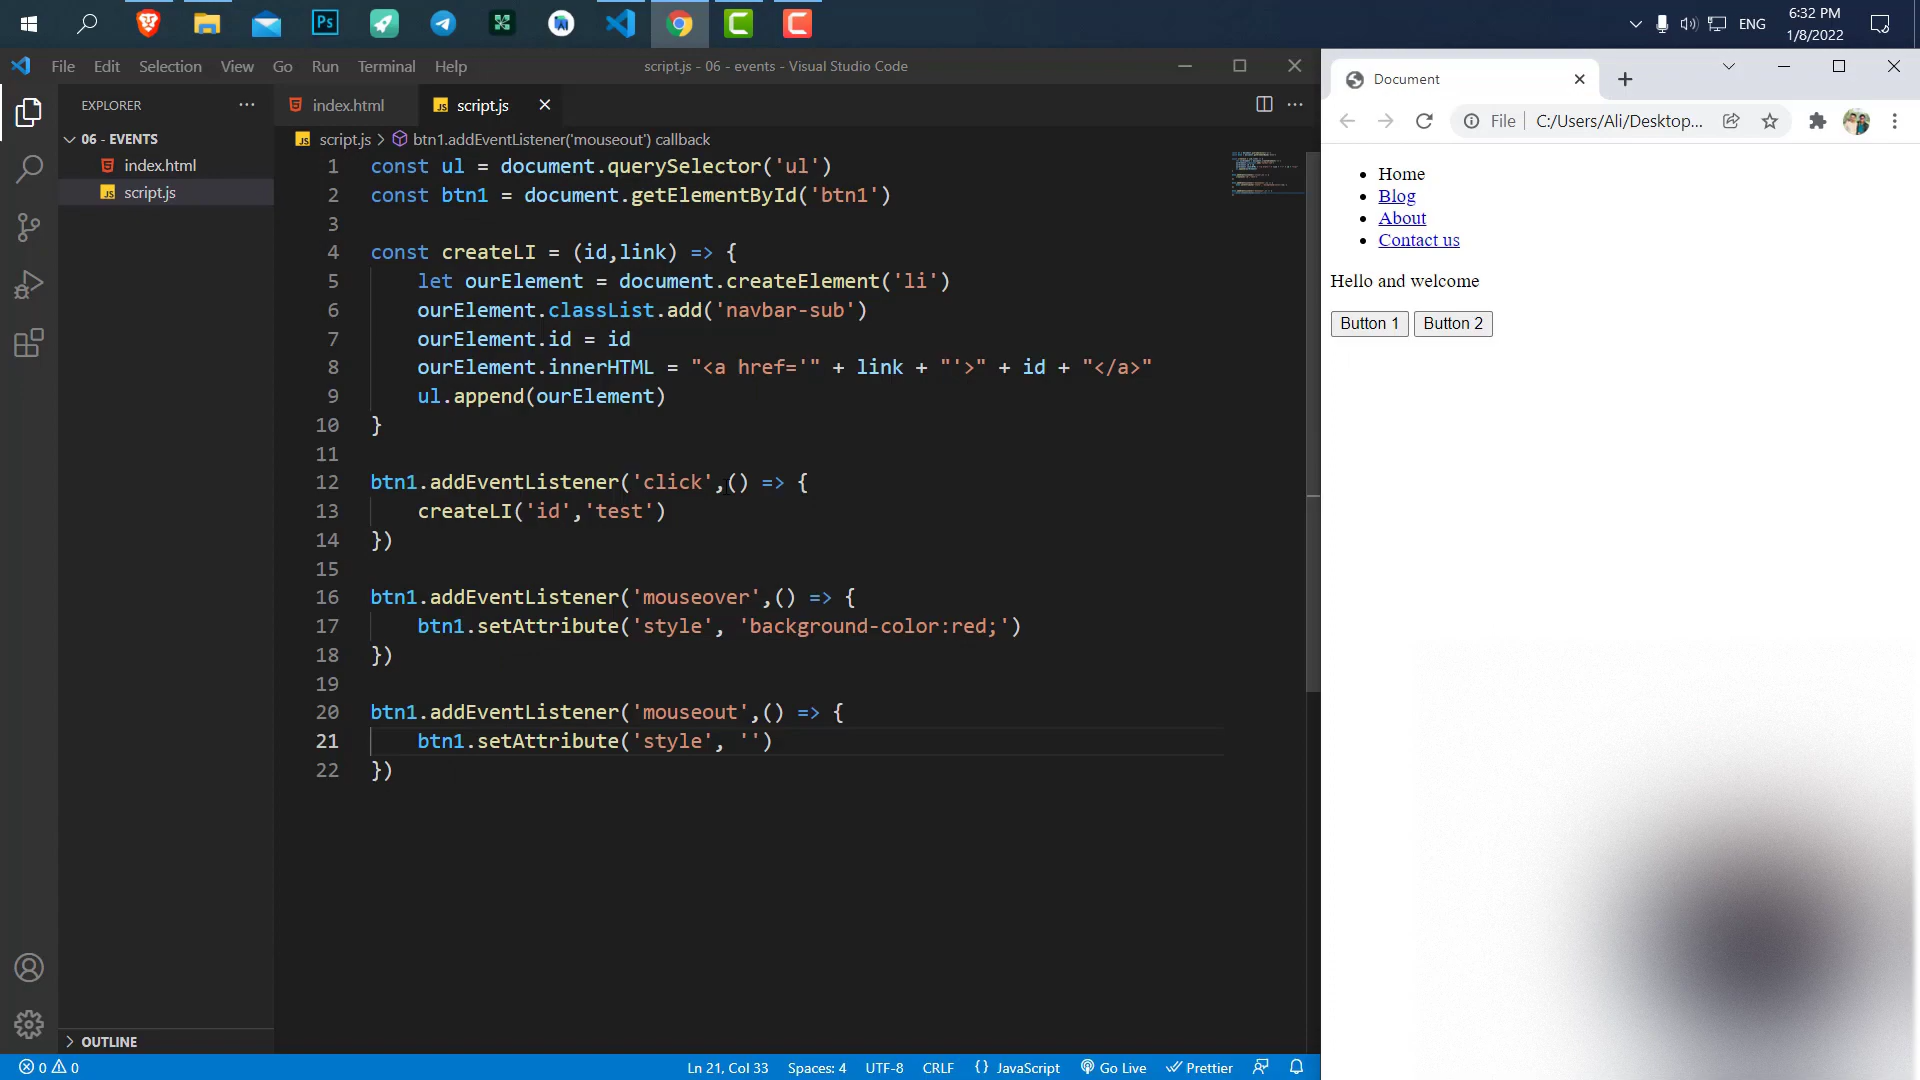 Ps
ENG
6:32 PM
1/8/2022
File Edit Selection View Go Run Terminal Help
script.js - 06 - events - Visual Studio Code
Document
EXPLORER
index.html
JS script.js
File
C:/Users/Ali/Desktop...
06 - EVENTS
index.html
JS script.js
JS script.js > btn1.addEventListener('mouseout') callback
1 const ul = document.querySelector('ul')
2 const btn1 = document.getElementById('btn1')
3
4 const createLI = (id,link) => {
5 let ourElement = document.createElement('li')
6 ourElement.classList.add('navbar-sub')
7 ourElement.id = id
8 ourElement.innerHTML = "<a href='" + link + "'>" + id + "</a>"
9 ul.append(ourElement)
10 }
11
12 btn1.addEventListener('click',() => {
13 createLI('id','test')
14 })
15
16 btn1.addEventListener('mouseover',() => {
17 btn1.setAttribute('style', 'background-color:red;')
18 })
19
20 btn1.addEventListener('mouseout',() => {
21 btn1.setAttribute('style', '')
22 })
• Home
• Blog
• About
• Contact us
Hello and welcome
Button 1 Button 2
OUTLINE
0 0
Ln 21, Col 33 Spaces: 4 UTF-8 CRLF {} JavaScript Go Live Prettier